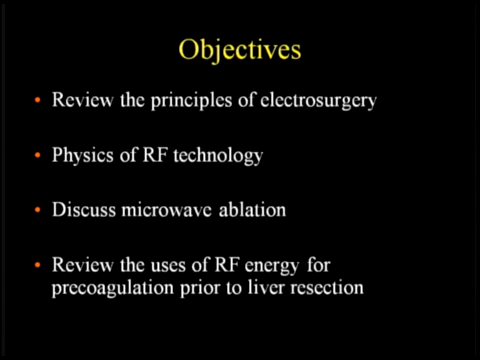 Objectives
• Review the principles of electrosurgery
• Physics of RF technology
• Discuss microwave ablation
• Review the uses of RF energy for
precoagulation prior to liver resection